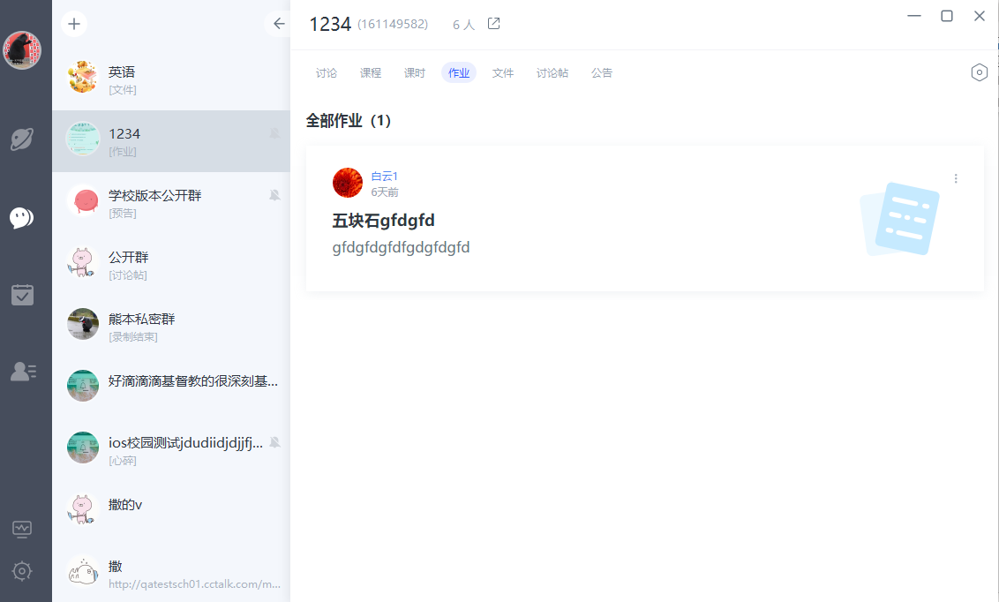 英语
[文件]
1234
[作业]
学校版本公开群
[预告]
公开群
[讨论帖]
熊本私密群
[录制结束]
好滴滴滴基督教的很深刻基...
ios校园测试jdudiidjdjjfj...
[心碎]
撒的v
撒
http://qatestsch01.cctalk.com/m...
1234 (161149582) 6 人
讨论 课程 课时 作业 文件 讨论帖 公告
全部作业（1）
白云1
6天前
五块石gfdgfd
gfdgfdgfdfgdgfdgfd